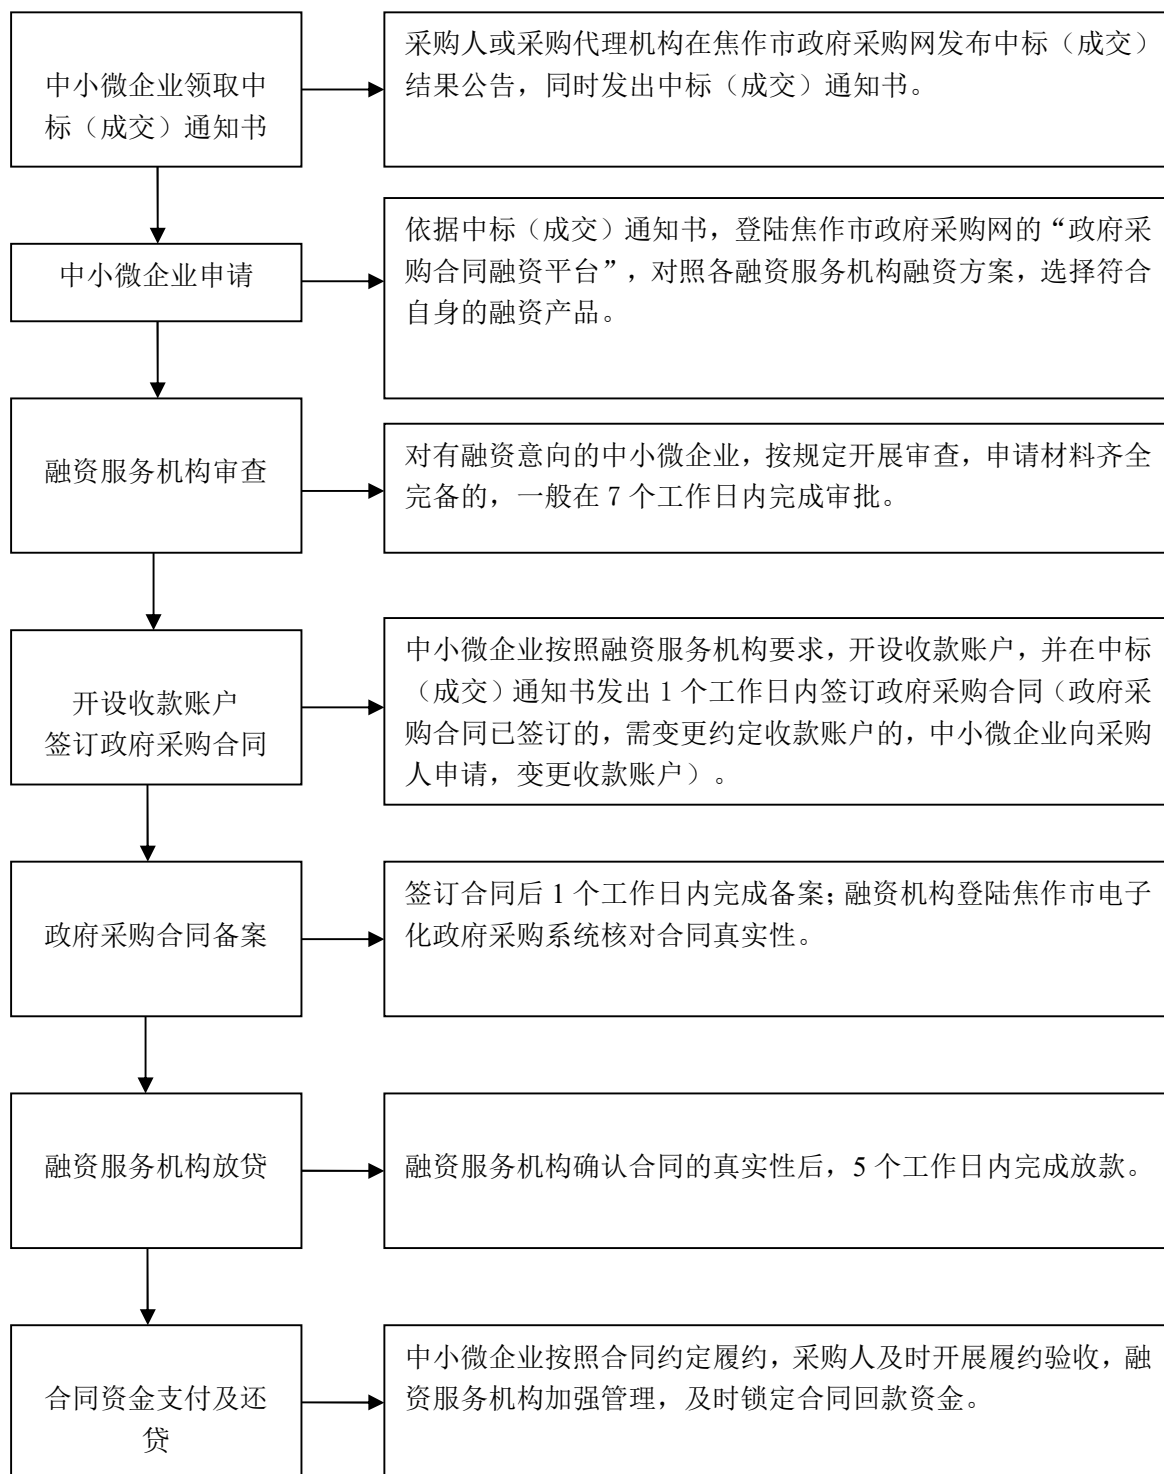 中小微企业领取中
标（成交）通知书
采购人或采购代理机构在焦作市政府采购网发布中标（成交）
结果公告，同时发出中标（成交）通知书。
中小微企业申请
依据中标（成交）通知书，登陆焦作市政府采购网的“政府采
购合同融资平台”，对照各融资服务机构融资方案，选择符合
自身的融资产品。
融资服务机构审查
对有融资意向的中小微企业，按规定开展审查，申请材料齐全
完备的，一般在 7 个工作日内完成审批。
开设收款账户
签订政府采购合同
中小微企业按照融资服务机构要求，开设收款账户，并在中标
（成交）通知书发出 1 个工作日内签订政府采购合同（政府采
购合同已签订的，需变更约定收款账户的，中小微企业向采购
人申请，变更收款账户）。
政府采购合同备案
签订合同后 1 个工作日内完成备案；融资机构登陆焦作市电子
化政府采购系统核对合同真实性。
融资服务机构放贷
融资服务机构确认合同的真实性后，5 个工作日内完成放款。
合同资金支付及还
贷
中小微企业按照合同约定履约，采购人及时开展履约验收，融
资服务机构加强管理，及时锁定合同回款资金。